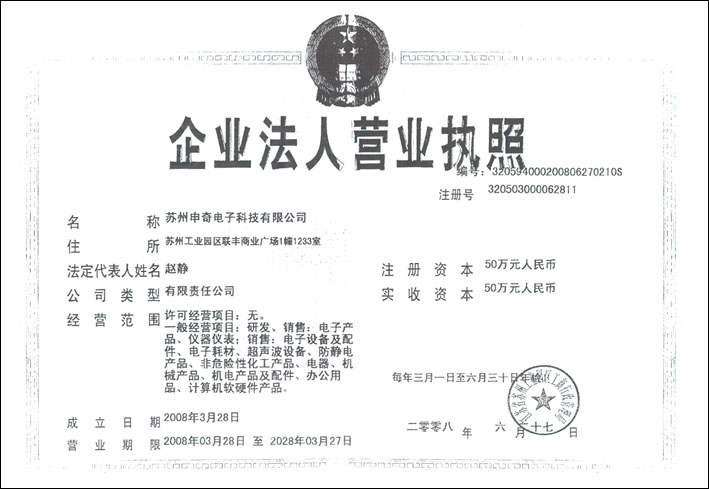 企业法人营业执照
编号:320594000200806270210S
注册号 320503000062811
名称 苏州申奇电子科技有限公司
住所 苏州工业园区联丰商业广场1幢1233室
法定代表人姓名 赵静
注册资本 50万元人民币
公司类型 有限责任公司
实收资本 50万元人民币
经营范围 许可经营项目:无。
一般经营项目:研发、销售:电子产
品、仪器仪表;销售:电子设备及配
件、电子耗材、超声波设备、防静电
产品、非危险性化工产品、电器、机
械产品、机电产品及配件、办公用
品、计算机软硬件产品。
每年三月一日至六月三十日年检
成立日期 2008年3月28日
营业期限 2008年03月28日 至 2028年03月27日
二零零八 年 六 月 十七 日